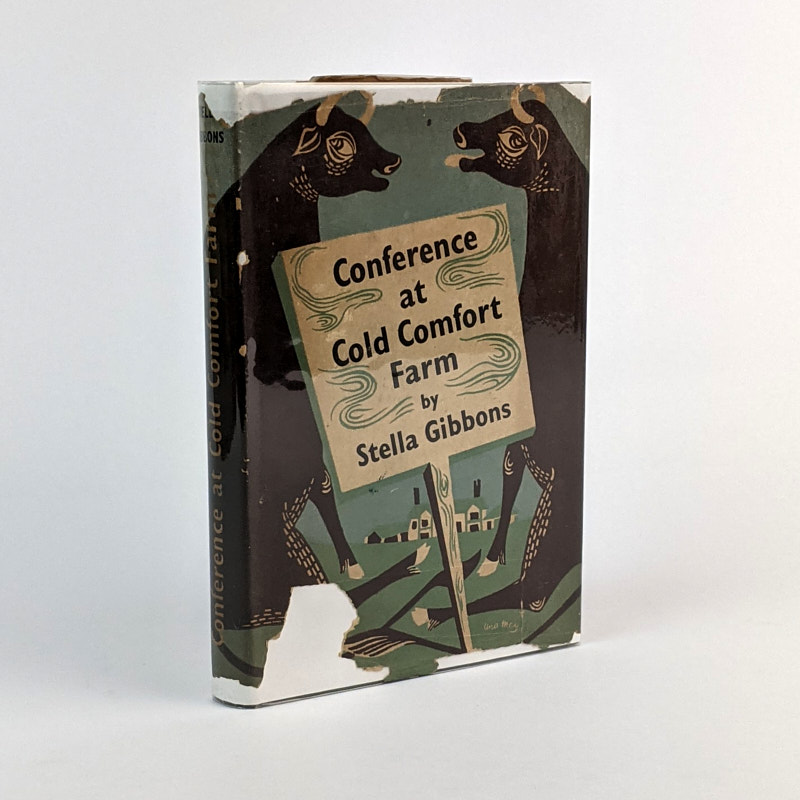 Conference
at
Cold Comfort
Farm
by
Stella Gibbons
Conference at Cold Comfort Farm